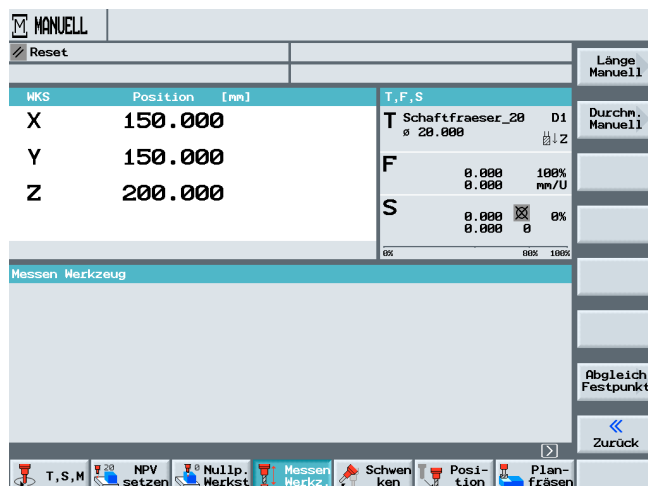 M MANUELL
Reset
Länge
Manuell
WKS Position [mm] T,F,S
X 150.000
T Schaftfraeser_20 D1
ø 20.000
Z
Durchm.
Manuell
Y 150.000
F 0.000 100%
0.000 mm/U
Z 200.000
S 0.000 0%
0.000 0
0% 80% 100%
Messen Werkzeug
Abgleich
Festpunkt
Zurück
T,S,M
20 NPV
setzen
0 Nullp.
Werkst
Messen
Werkz.
Schwen
ken
Posi-
tion
Plan-
fräsen